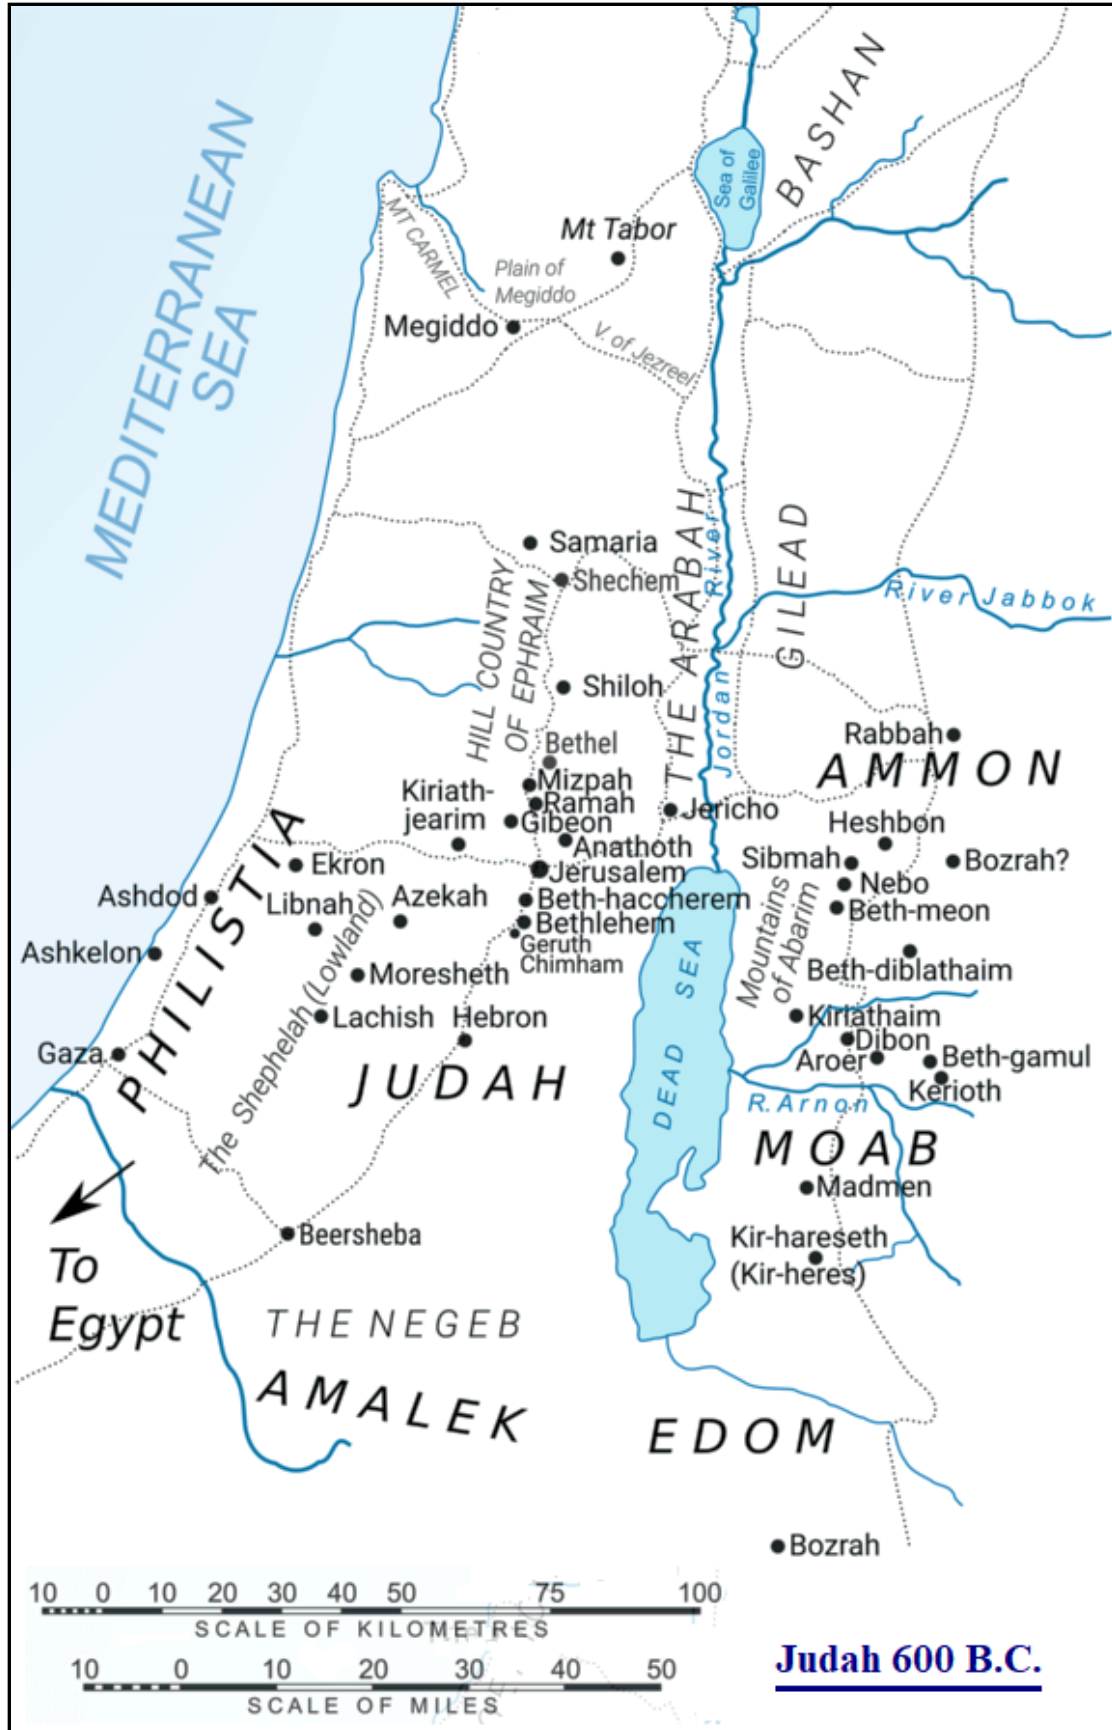 MEDITERRANEAN
SEA
BASHAN
Sea of
Galilee
Mt Tabor
MT CARMEL
Plain of
Megiddo
Megiddo
V. of Jezreel
Samaria
Shechem
HILL COUNTRY
OF EPHRAIM
THE ARABAH
Jordan River
GILEAD
River Jabbok
Shiloh
Bethel
Mizpah
Ramah
Gibeon
Kiriath-
jearim
Anathoth
Jericho
Jerusalem
Rabbah
AMMON
Heshbon
Sibmah
Bozrah?
Nebo
Beth-meon
Mountains
of Abarim
Beth-diblathaim
PHILISTIA
Ekron
Ashdod
Libnah
Azekah
Beth-haccherem
Bethlehem
Geruth
Chimham
Ashkelon
Moresheth
The Shephelah (Lowland)
Lachish
Hebron
Gaza
JUDAH
DEAD SEA
Kiriathaim
Dibon
Aroer
Beth-gamul
Kerioth
R. Arnon
MOAB
Madmen
Kir-hareseth
(Kir-heres)
Beersheba
To
Egypt
THE NEGEB
AMALEK
EDOM
Bozrah
10 0 10 20 30 40 50 75 100
SCALE OF KILOMETRES
10 0 10 20 30 40 50
SCALE OF MILES
Judah 600 B.C.